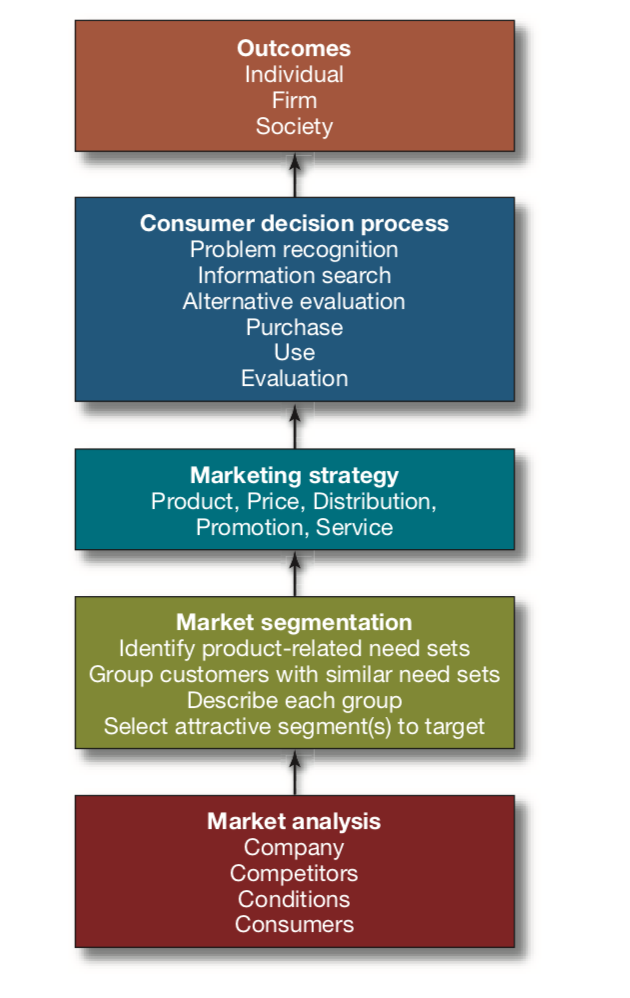 Outcomes
Individual
Firm
Society
Consumer decision process
Problem recognition
Information search
Alternative evaluation
Purchase
Use
Evaluation
Marketing strategy
Product, Price, Distribution,
Promotion, Service
Market segmentation
Identify product-related need sets
Group customers with similar need sets
Describe each group
Select attractive segment(s) to target
Market analysis
Company
Competitors
Conditions
Consumers